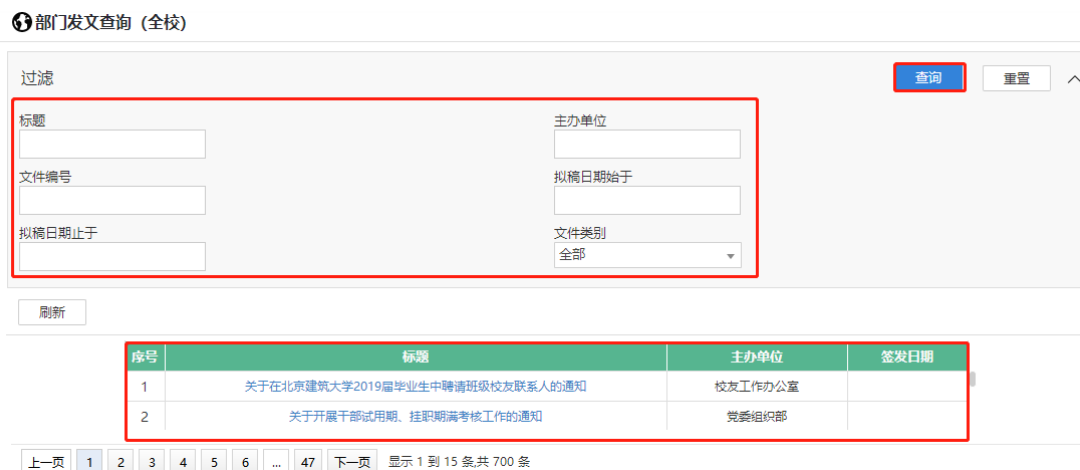 部门发文查询（全校）
过滤
查询
重置
标题
主办单位
文件编号
拟稿日期始于
拟稿日期止于
文件类别
全部
刷新
序号 标题 主办单位 签发日期
1 关于在北京建筑大学2019届毕业生中聘请班级校友联系人的通知 校友工作办公室
2 关于开展干部试用期、挂职期满考核工作的通知 党委组织部
上一页 1 2 3 4 5 6 ... 47 下一页 显示 1 到 15 条,共 700 条